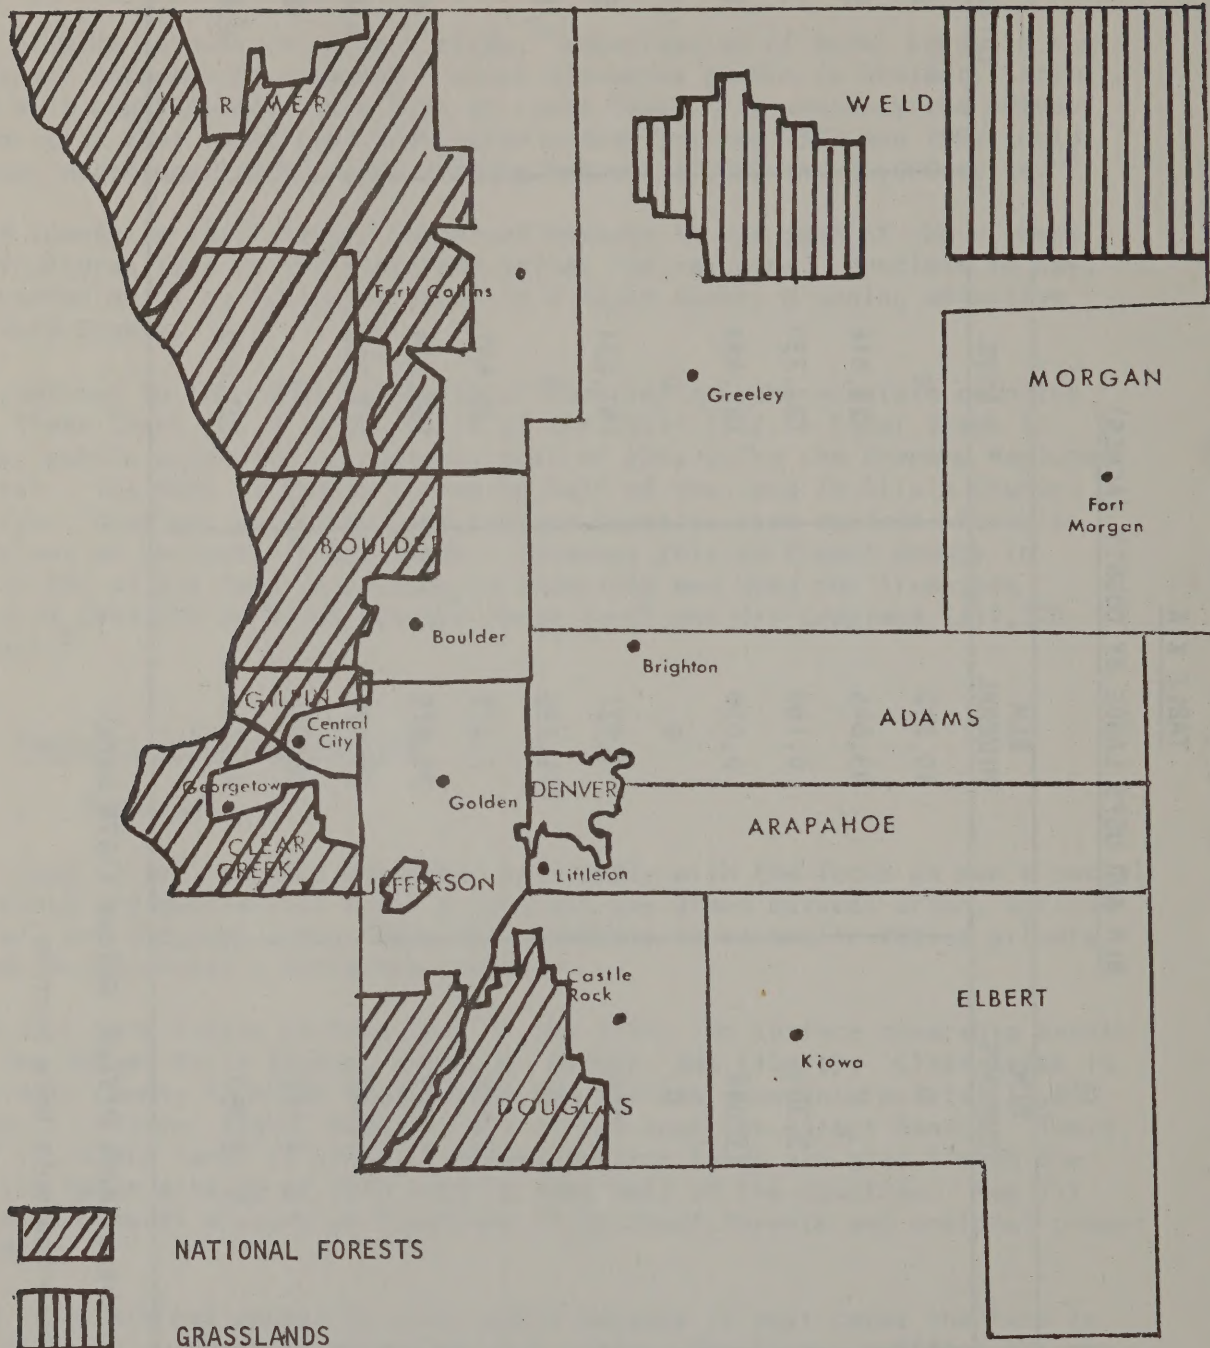 LARIMER
WELD
Fort Collins
Greeley
MORGAN
Fort
Morgan
BOULDER
Boulder
Brighton
GILPIN
Central
City
ADAMS
Georgetow
Golden
DENVER
ARAPAHOE
CLEAR
CREEK
JEFFERSON
Littleton
Castle
Rock
ELBERT
Kiowa
DOUGLAS
NATIONAL FORESTS
GRASSLANDS